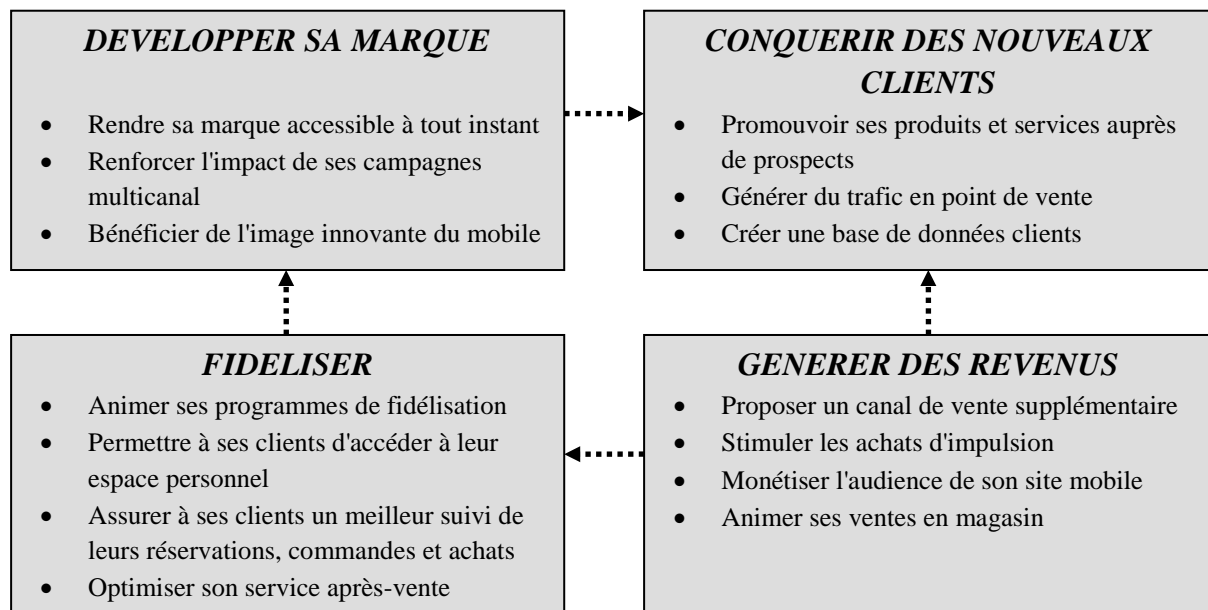 DEVELOPPER SA MARQUE
• Rendre sa marque accessible à tout instant
• Renforcer l'impact de ses campagnes
multicanal
• Bénéficier de l'image innovante du mobile
CONQUERIR DES NOUVEAUX
CLIENTS
• Promouvoir ses produits et services auprès
de prospects
• Générer du trafic en point de vente
• Créer une base de données clients
FIDELISER
• Animer ses programmes de fidélisation
• Permettre à ses clients d'accéder à leur
espace personnel
• Assurer à ses clients un meilleur suivi de
leurs réservations, commandes et achats
• Optimiser son service après-vente
GENERER DES REVENUS
• Proposer un canal de vente supplémentaire
• Stimuler les achats d'impulsion
• Monétiser l'audience de son site mobile
• Animer ses ventes en magasin